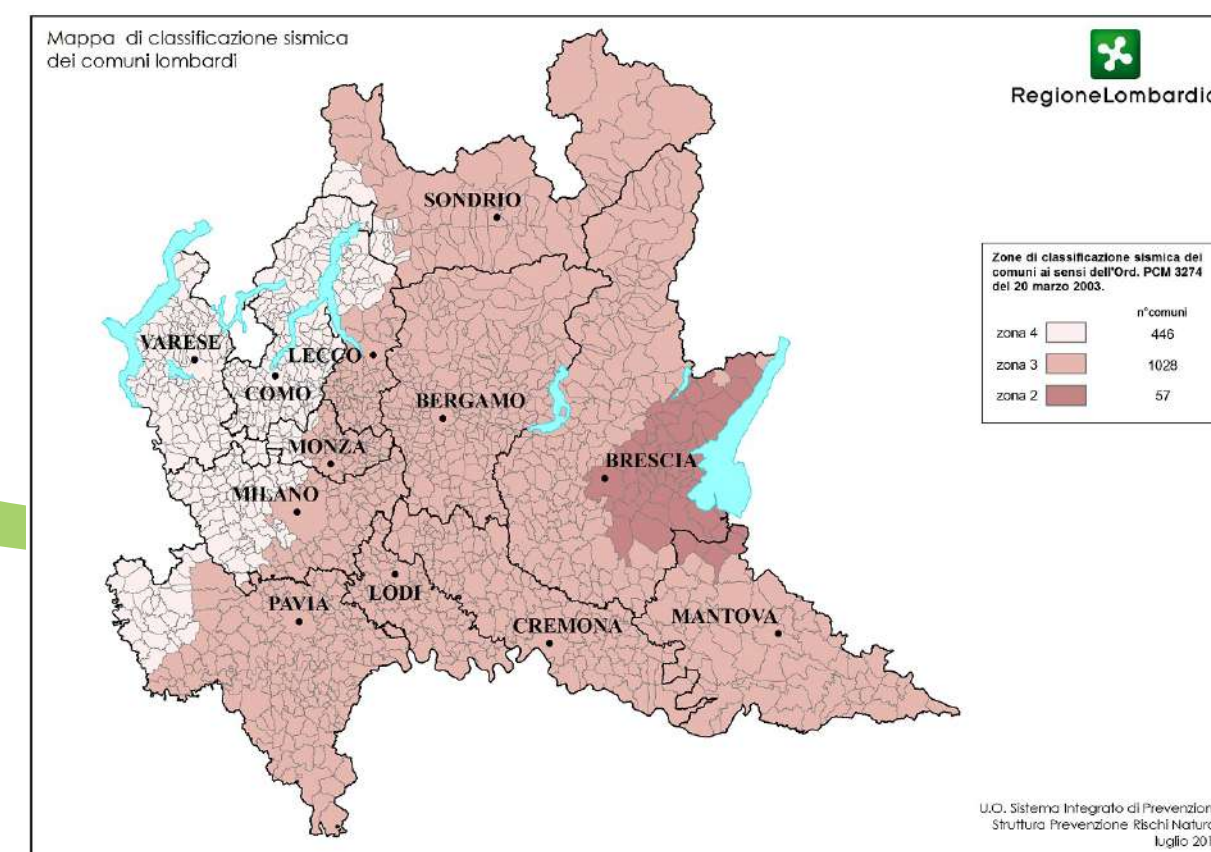 Mappa di classificazione sismica
dei comuni lombardi
RegioneLombardia
SONDRIO
VARESE
LECCO
COMO
BERGAMO
MONZA
BRESCIA
MILANO
PAVIA
LODI
CREMONA
MANTOVA
Zone di classificazione sismica dei
comuni ai sensi dell'Ord. PCM 3274
del 20 marzo 2003.
n°comuni
zona 4 446
zona 3 1028
zona 2 57
U.O. Sistema Integrato di Prevenzion
Struttura Prevenzione Rischi Natura
luglio 201